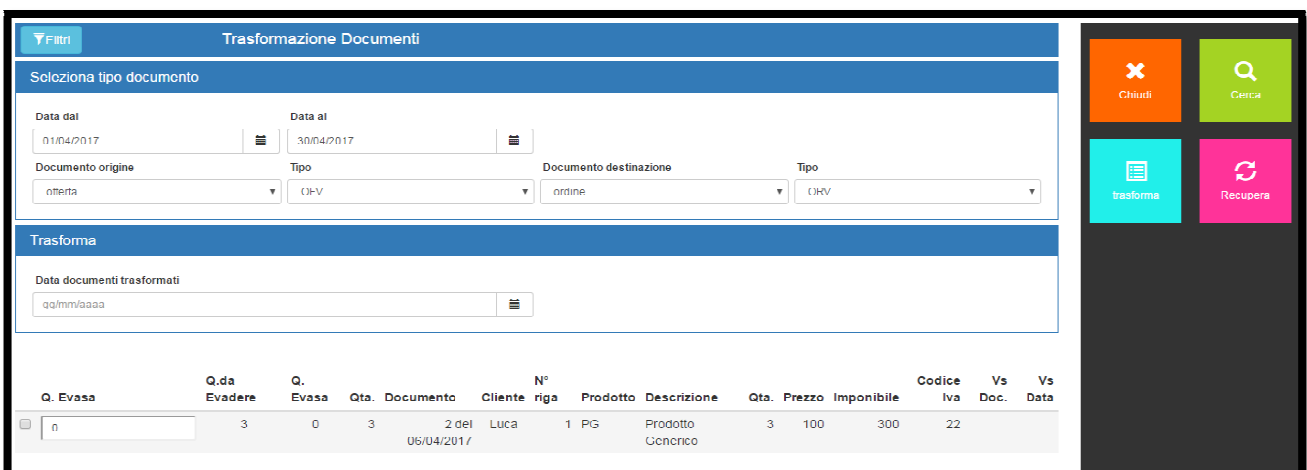 Filtri Trasformazione Documenti
Seleziona tipo documento
Data dal Data al
01/04/2017 30/04/2017
Documento origine Tipo Documento destinazione Tipo
offerta OFV ordine ORV
Trasforma
Data documenti trasformati
gg/mm/aaaa
Q. Evasa Q.da Evadere Q. Evasa Qta. Documento Cliente N° riga Prodotto Descrizione Qta. Prezzo Imponibile Codice Iva Vs Doc. Vs Data
0 3 0 3 2 del 06/04/2017 Luca 1 PG Prodotto Generico 3 100 300 22
Chiudi Cerca
trasforma Recupera